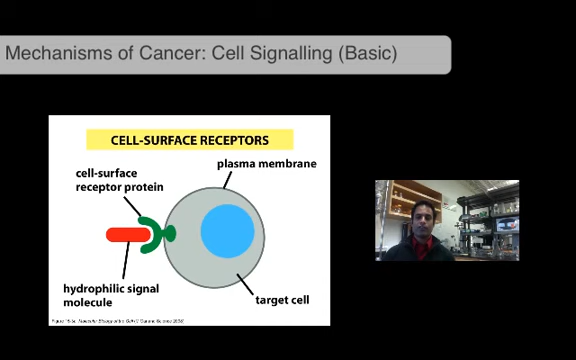 Mechanisms of Cancer: Cell Signalling (Basic)
CELL-SURFACE RECEPTORS
plasma membrane
cell-surface
receptor protein
hydrophilic signal
molecule
target cell